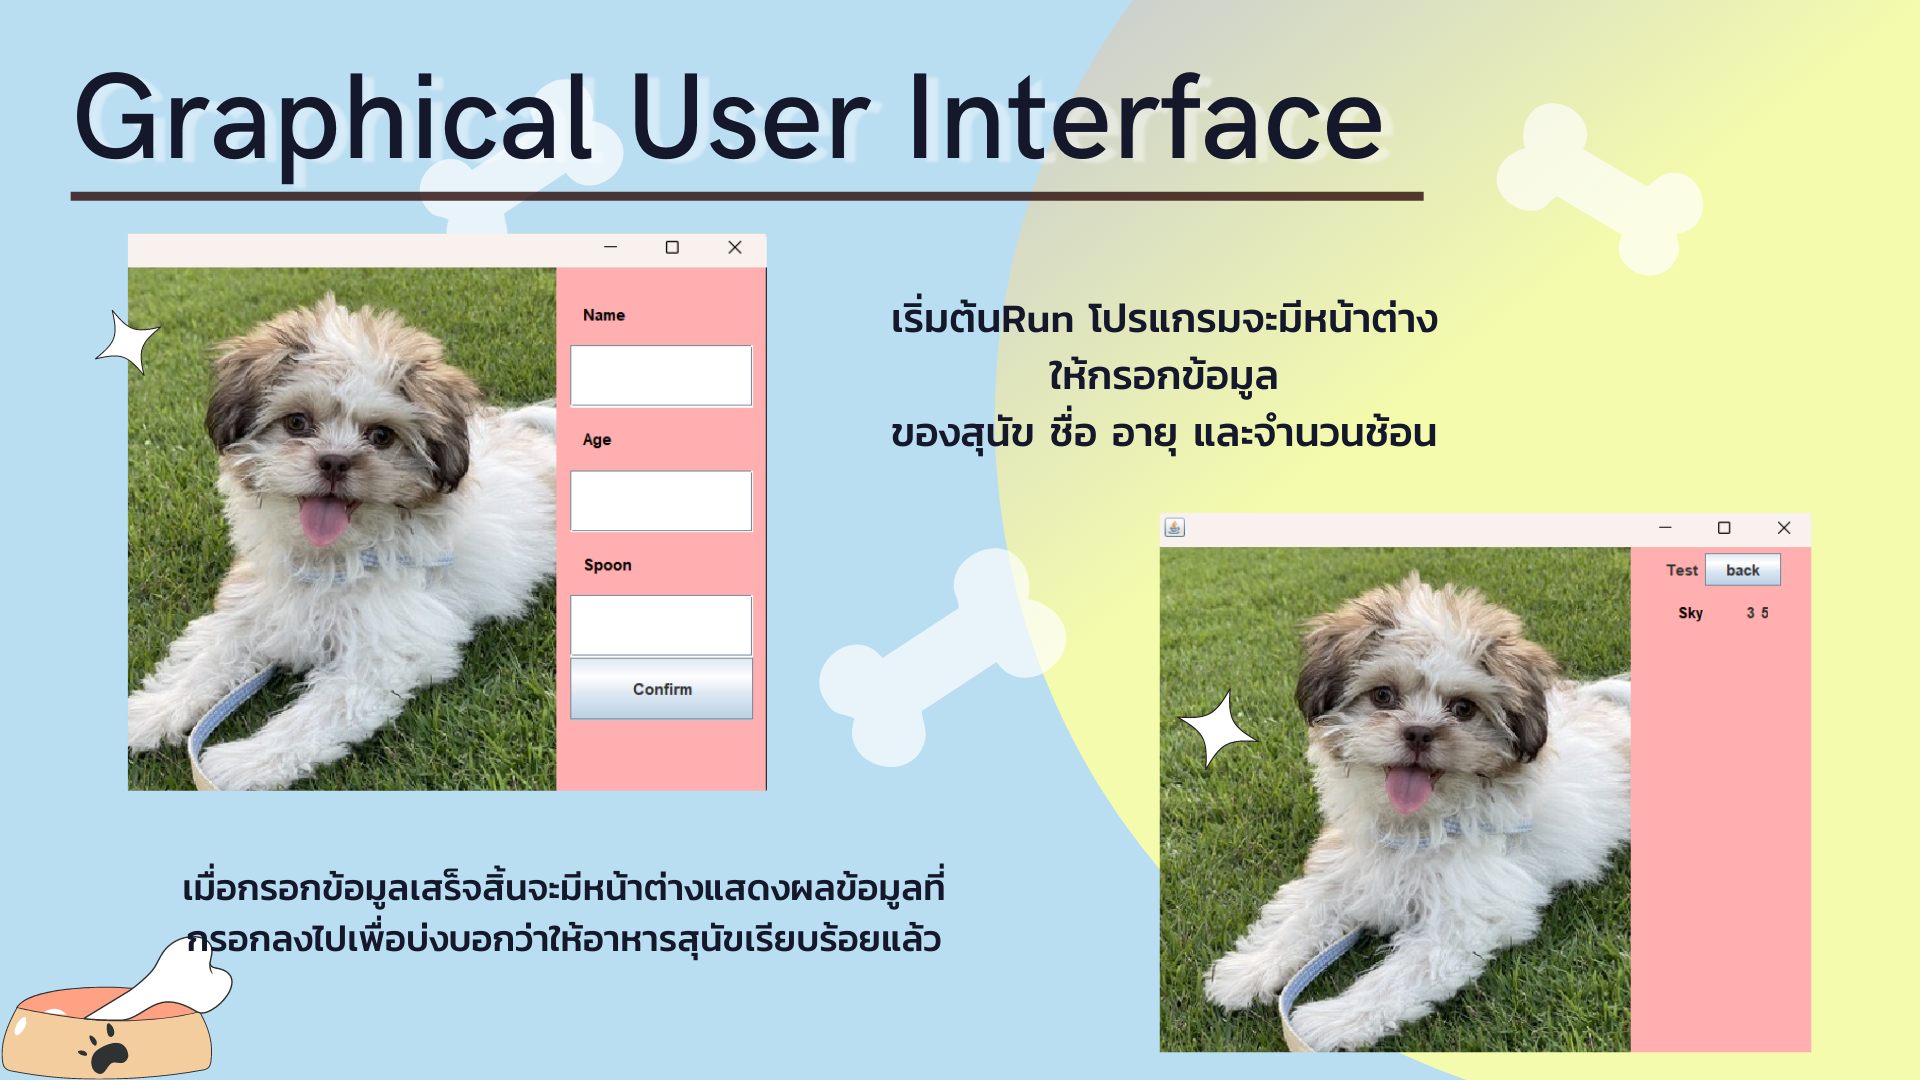 Graphical User Interface
Name
Age
Spoon
Confirm
เริ่มต้นRun โปรแกรมจะมีหน้าต่าง
ให้กรอกข้อมูล
ของสุนัข ชื่อ อายุ และจำนวนช้อน
Test back
Sky 3 5
เมื่อกรอกข้อมูลเสร็จสิ้นจะมีหน้าต่างแสดงผลข้อมูลที่
กรอกลงไปเพื่อบ่งบอกว่าให้อาหารสุนัขเรียบร้อยแล้ว